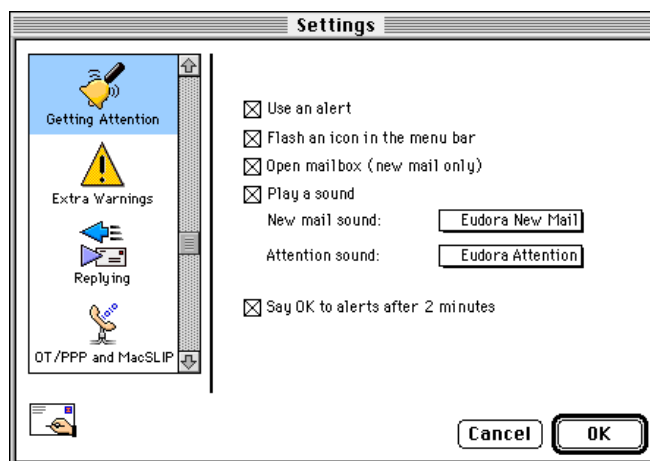 Settings
Getting Attention
Extra Warnings
Replying
OT/PPP and MacSLIP
Use an alert
Flash an icon in the menu bar
Open mailbox (new mail only)
Play a sound
New mail sound: Eudora New Mail
Attention sound: Eudora Attention
Say OK to alerts after 2 minutes
Cancel OK